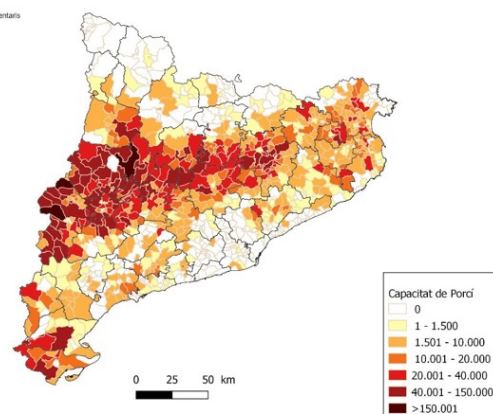 entaris
Capacitat de Porcí
0
1 - 1.500
1.501 - 10.000
10.001 - 20.000
20.001 - 40.000
40.001 - 150.000
>150.001
0 25 50 km